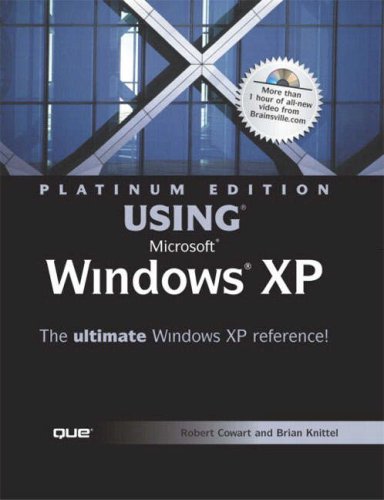 More than
1 hour of all-new
video from
Brainsville.com
PLATINUM EDITION
USING®
Microsoft®
Windows® XP
The ultimate Windows XP reference!
Robert Cowart and Brian Knittel
QUE®